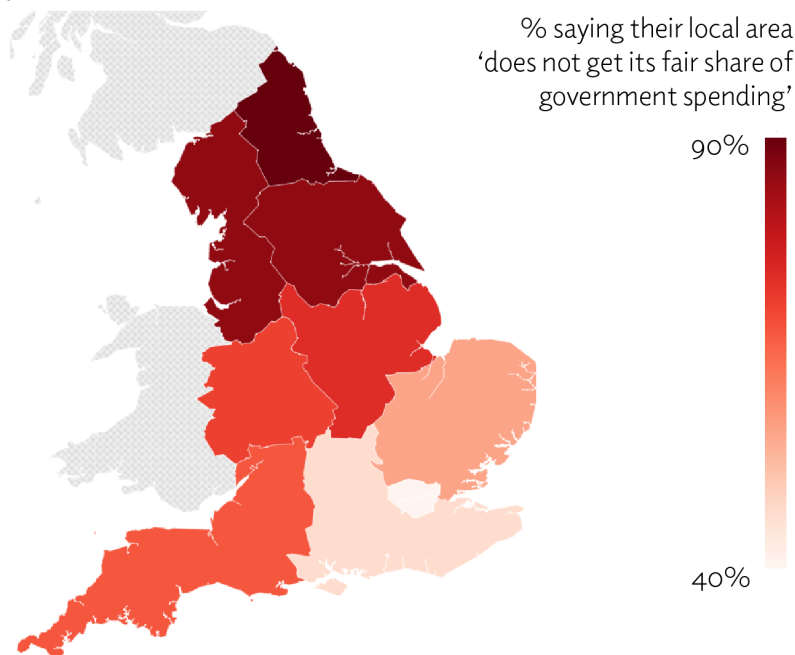 % saying their local area
‘does not get its fair share of
government spending’
90%
40%